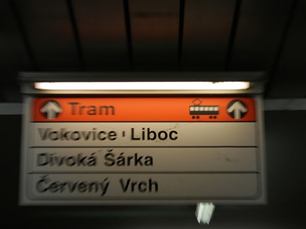 Tram
Vokovice · Liboc
Divoká Šárka
Červený Vrch